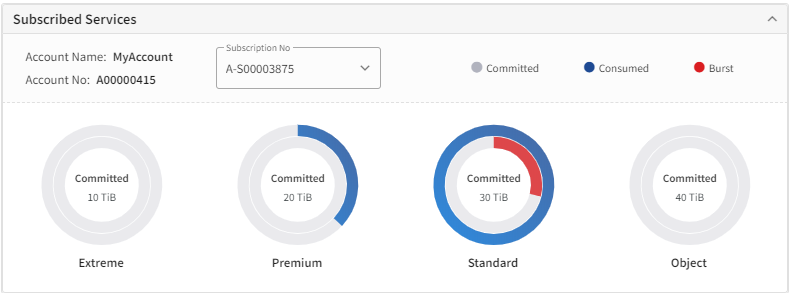 Subscribed Services
Account Name: MyAccount
Account No: A00000415
Subscription No
A-S00003875
Committed
Consumed
Burst
Committed
10 TiB
Extreme
Committed
20 TiB
Premium
Committed
30 TiB
Standard
Committed
40 TiB
Object